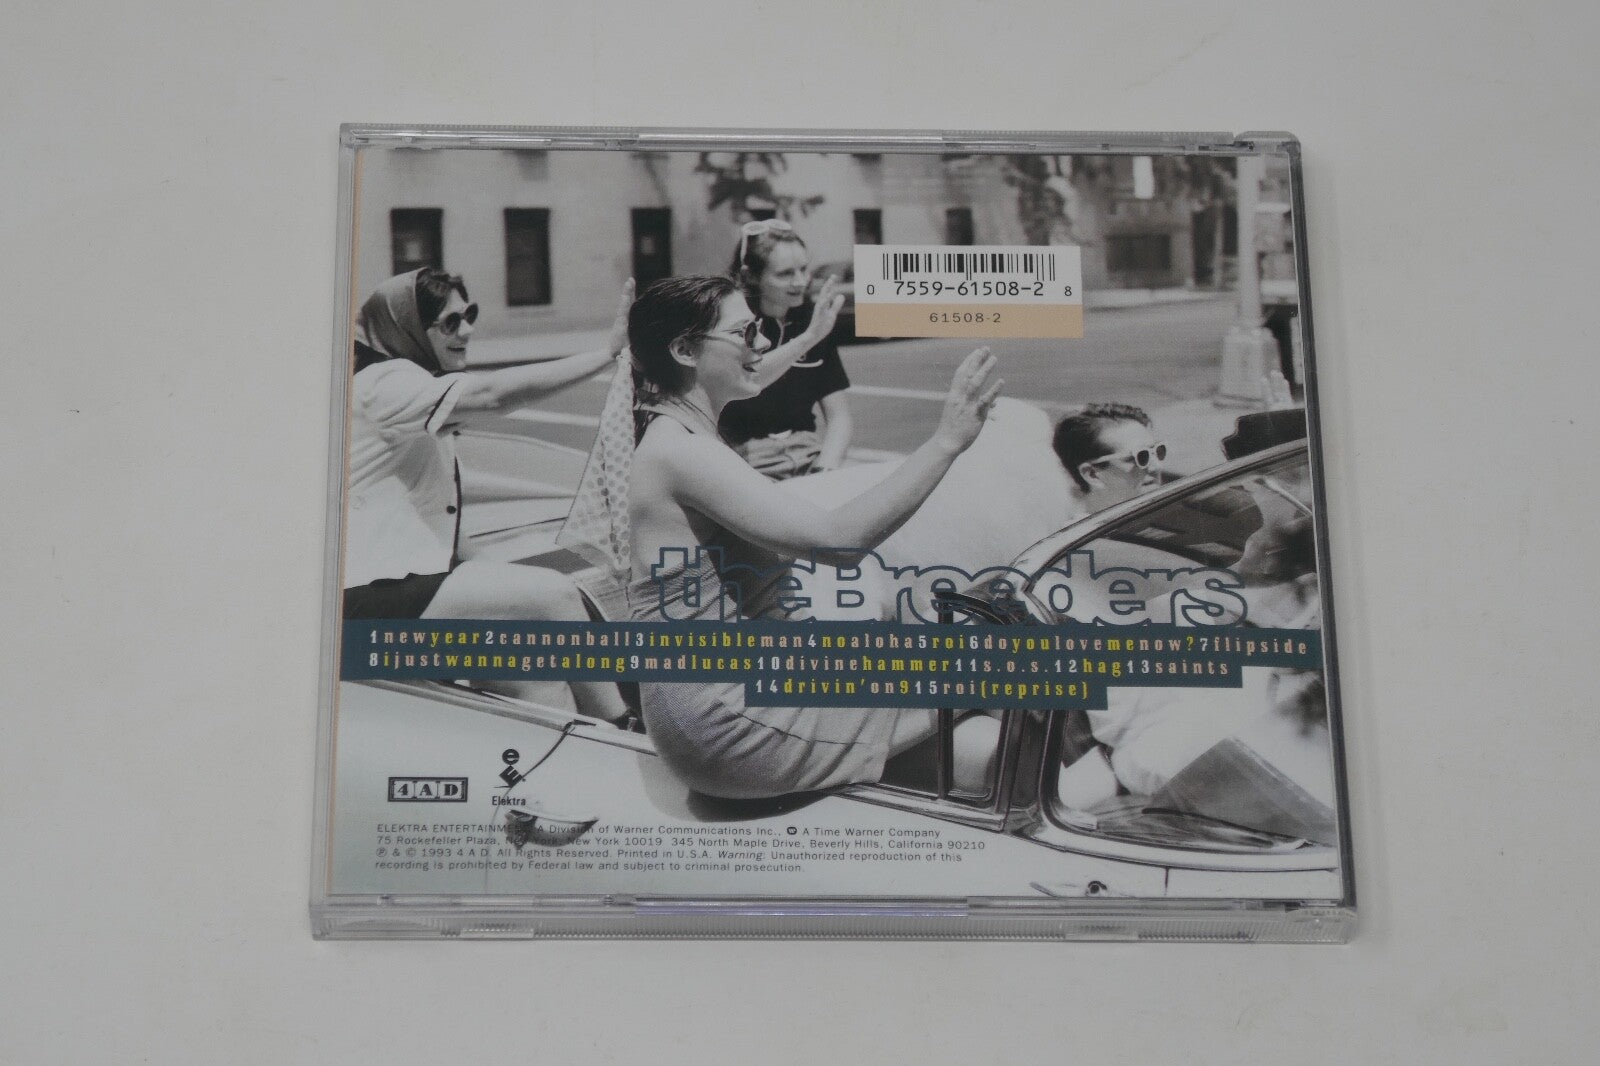 0 7559-61508-2 8
61508-2
the Breeders
1newyear2cannonball3invisibleman4noaloha5roi6doyoulovemenow?7flipside
8ijustwannagetalong9madlucas10divinehammer11s.o.s.12hag13saints
14drivin'on915roi(reprise)
4AD
e
E
Elektra
ELEKTRA ENTERTAINMENT A Division of Warner Communications Inc., A Time Warner Company
75 Rockefeller Plaza, New York, New York 10019 345 North Maple Drive, Beverly Hills, California 90210
℗ & © 1993 4 A D. All Rights Reserved. Printed in U.S.A. Warning: Unauthorized reproduction of this
recording is prohibited by Federal law and subject to criminal prosecution.